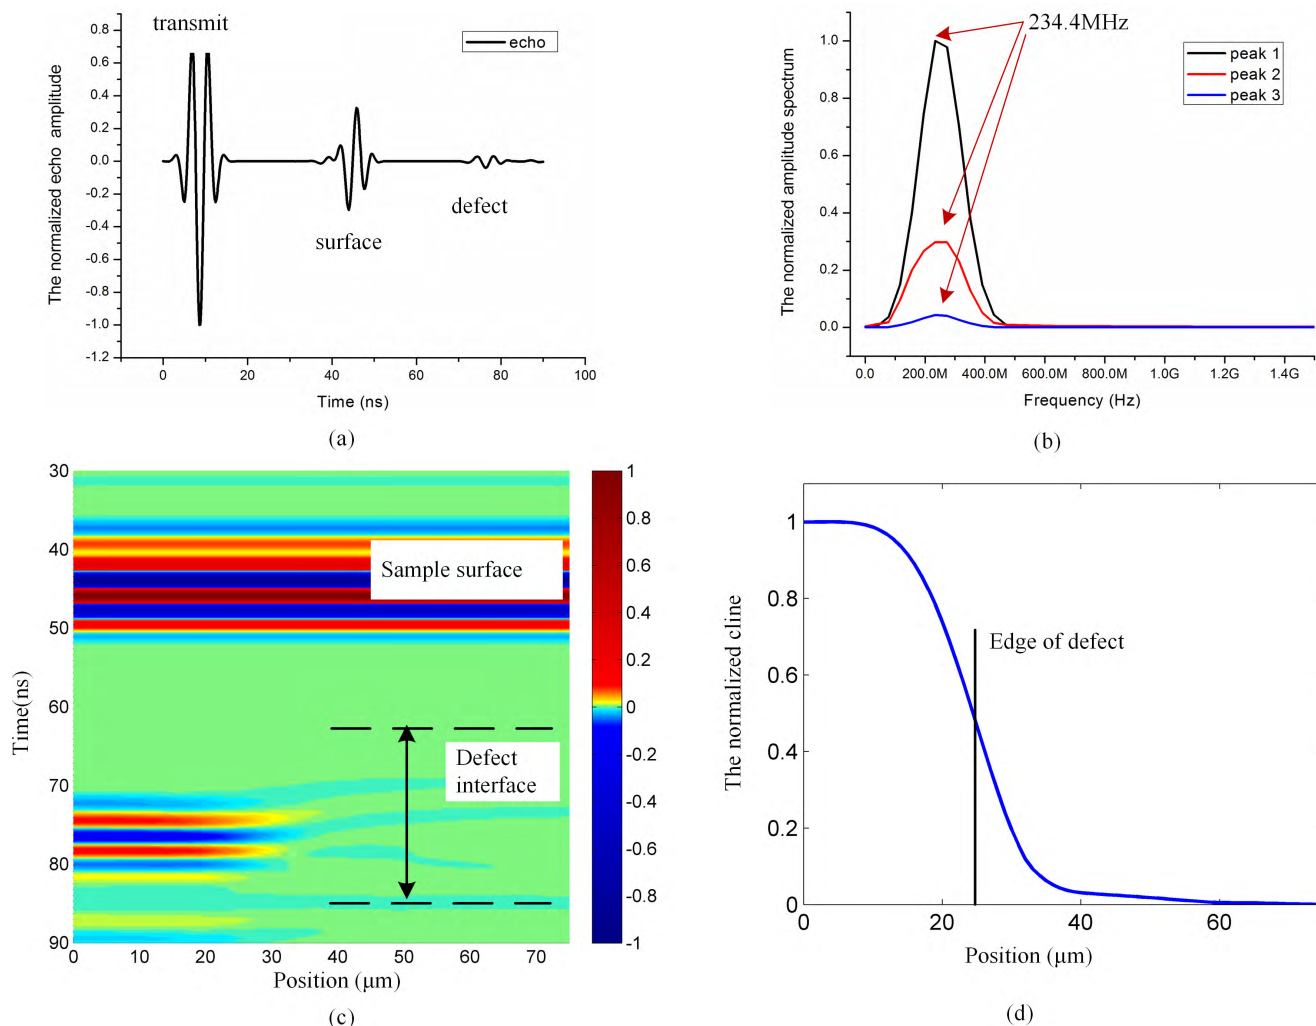 transmit
echo
The normalized echo amplitude
0.8
0.6
0.4
0.2
0.0
-0.2
-0.4
-0.6
-0.8
-1.0
-1.2
surface
defect
0 20 40 60 80 100
Time (ns)
(a)
234.4MHz
peak 1
peak 2
peak 3
The normalized amplitude spectrum
1.0
0.8
0.6
0.4
0.2
0.0
0.0 200.0M 400.0M 600.0M 800.0M 1.0G 1.2G 1.4G
Frequency (Hz)
(b)
Time(ns)
30
40
50
60
70
80
90
Sample surface
Defect
interface
0 10 20 30 40 50 60 70
Position (μm)
1
0.8
0.6
0.4
0.2
0
-0.2
-0.4
-0.6
-0.8
-1
(c)
The normalized cline
1
0.8
0.6
0.4
0.2
0
Edge of defect
0 20 40 60
Position (μm)
(d)